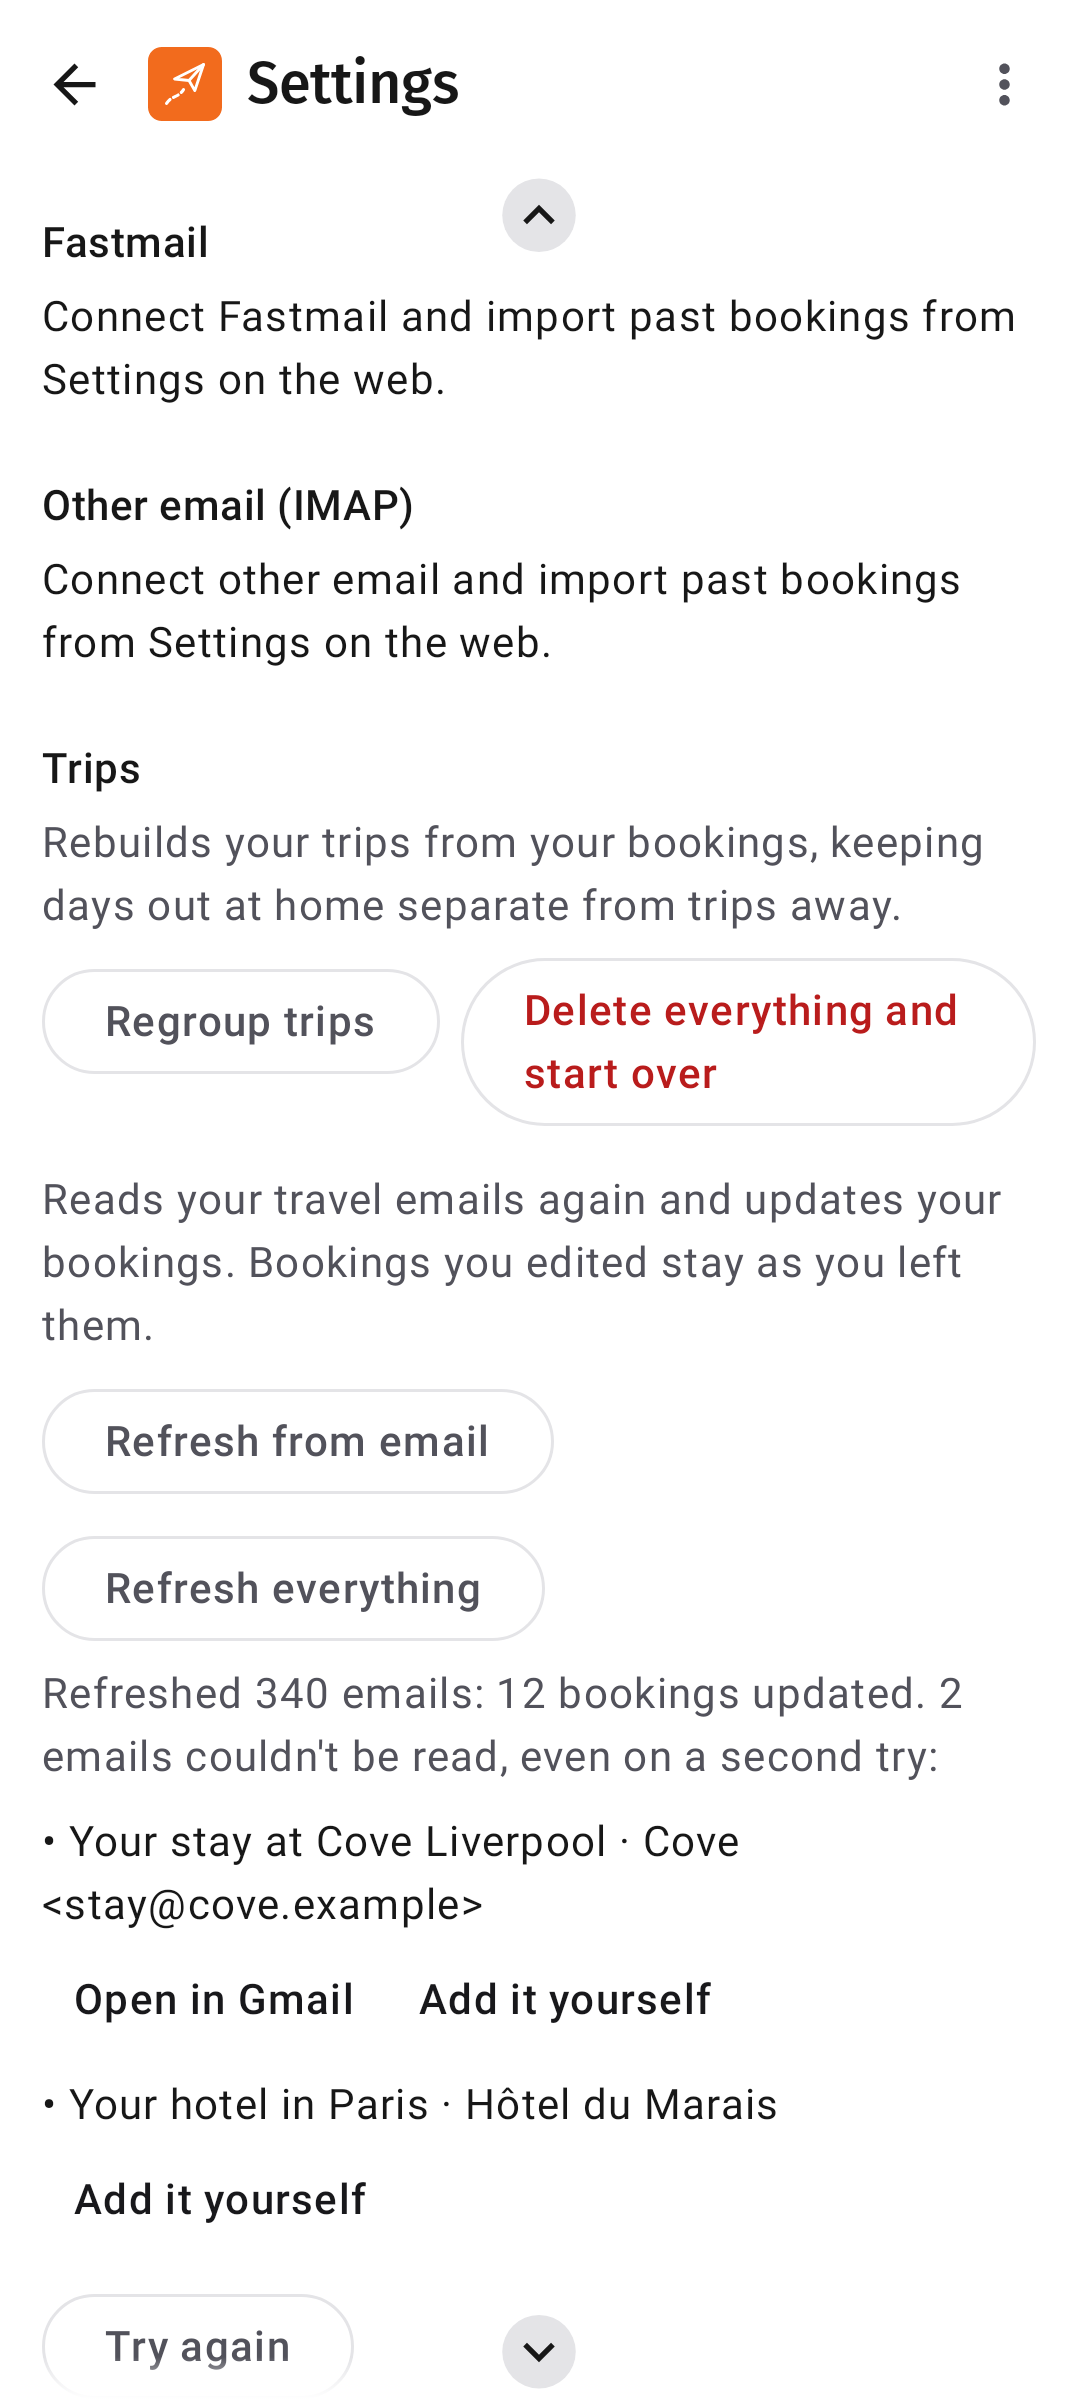 Settings
Fastmail
Connect Fastmail and import past bookings from
Settings on the web.
Other email (IMAP)
Connect other email and import past bookings
from Settings on the web.
Trips
Rebuilds your trips from your bookings, keeping
days out at home separate from trips away.
Regroup trips
Delete everything and
start over
Reads your travel emails again and updates your
bookings. Bookings you edited stay as you left
them.
Refresh from email
Refresh everything
Refreshed 340 emails: 12 bookings updated. 2
emails couldn't be read, even on a second try:
• Your stay at Cove Liverpool · Cove
<stay@cove.example>
Open in Gmail Add it yourself
• Your hotel in Paris · Hôtel du Marais
Add it yourself
Try again